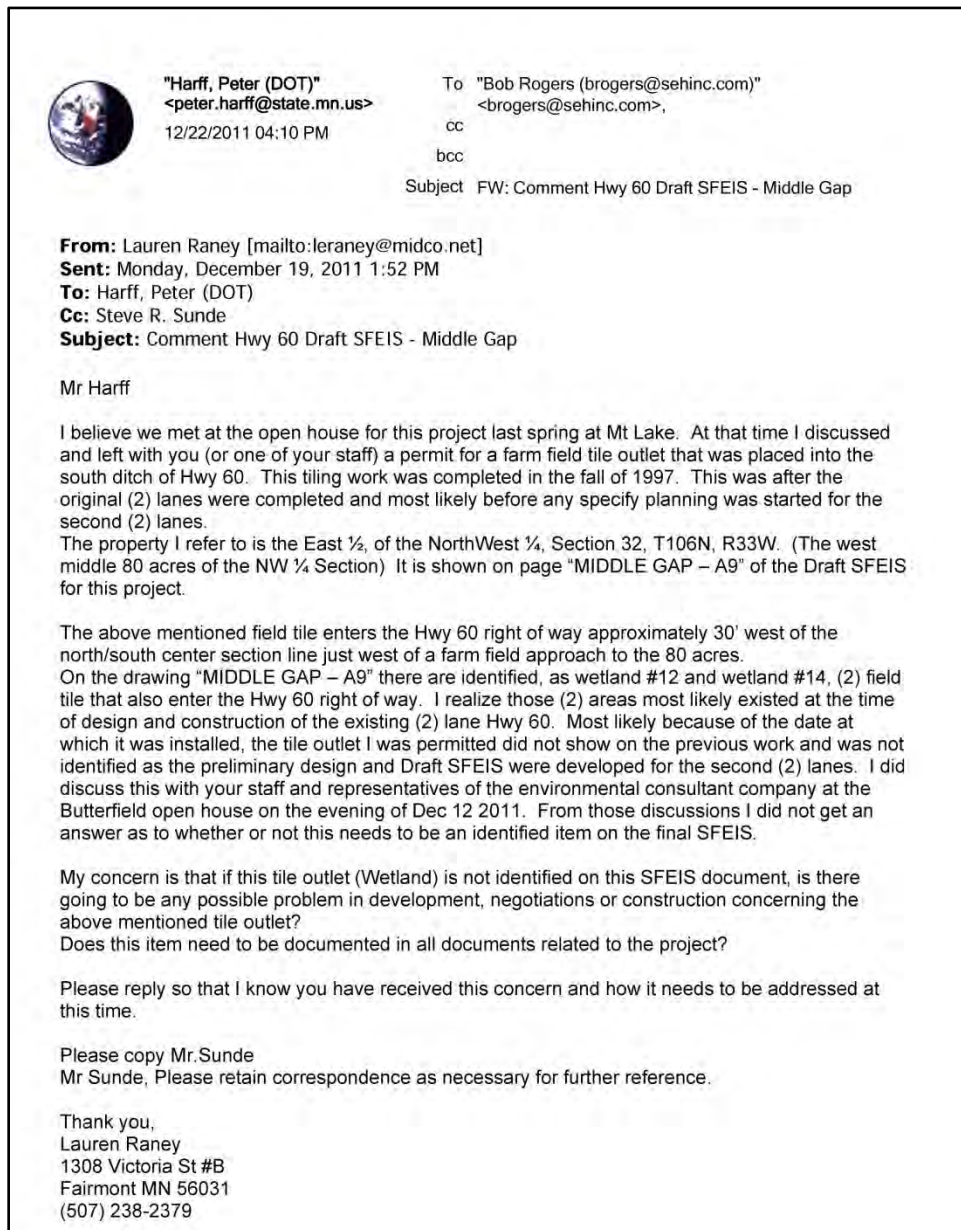 "Harff, Peter (DOT)"
<peter.harff@state.mn.us>
12/22/2011 04:10 PM
To "Bob Rogers (brogers@sehinc.com)"
<brogers@sehinc.com>,
cc
bcc
Subject FW: Comment Hwy 60 Draft SFEIS - Middle Gap
From: Lauren Raney [mailto:leraney@midco.net]
Sent: Monday, December 19, 2011 1:52 PM
To: Harff, Peter (DOT)
Cc: Steve R. Sunde
Subject: Comment Hwy 60 Draft SFEIS - Middle Gap
Mr Harff
I believe we met at the open house for this project last spring at Mt Lake. At that time I discussed
and left with you (or one of your staff) a permit for a farm field tile outlet that was placed into the
south ditch of Hwy 60. This tiling work was completed in the fall of 1997. This was after the
original (2) lanes were completed and most likely before any specify planning was started for the
second (2) lanes.
The property I refer to is the East ½, of the NorthWest ¼, Section 32, T106N, R33W. (The west
middle 80 acres of the NW ¼ Section) It is shown on page “MIDDLE GAP – A9” of the Draft SFEIS
for this project.
The above mentioned field tile enters the Hwy 60 right of way approximately 30’ west of the
north/south center section line just west of a farm field approach to the 80 acres.
On the drawing “MIDDLE GAP – A9” there are identified, as wetland #12 and wetland #14, (2) field
tile that also enter the Hwy 60 right of way. I realize those (2) areas most likely existed at the time
of design and construction of the existing (2) lane Hwy 60. Most likely because of the date at
which it was installed, the tile outlet I was permitted did not show on the previous work and was not
identified as the preliminary design and Draft SFEIS were developed for the second (2) lanes. I did
discuss this with your staff and representatives of the environmental consultant company at the
Butterfield open house on the evening of Dec 12 2011. From those discussions I did not get an
answer as to whether or not this needs to be an identified item on the final SFEIS.
My concern is that if this tile outlet (Wetland) is not identified on this SFEIS document, is there
going to be any possible problem in development, negotiations or construction concerning the
above mentioned tile outlet?
Does this item need to be documented in all documents related to the project?
Please reply so that I know you have received this concern and how it needs to be addressed at
this time.
Please copy Mr.Sunde
Mr Sunde, Please retain correspondence as necessary for further reference.
Thank you,
Lauren Raney
1308 Victoria St #B
Fairmont MN 56031
(507) 238-2379